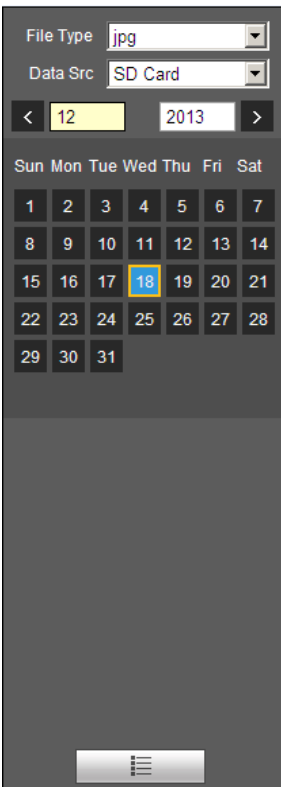 File Type jpg
Data Src SD Card
< 12 2013 >
Sun Mon Tue Wed Thu Fri Sat
1 2 3 4 5 6 7
8 9 10 11 12 13 14
15 16 17 18 19 20 21
22 23 24 25 26 27 28
29 30 31